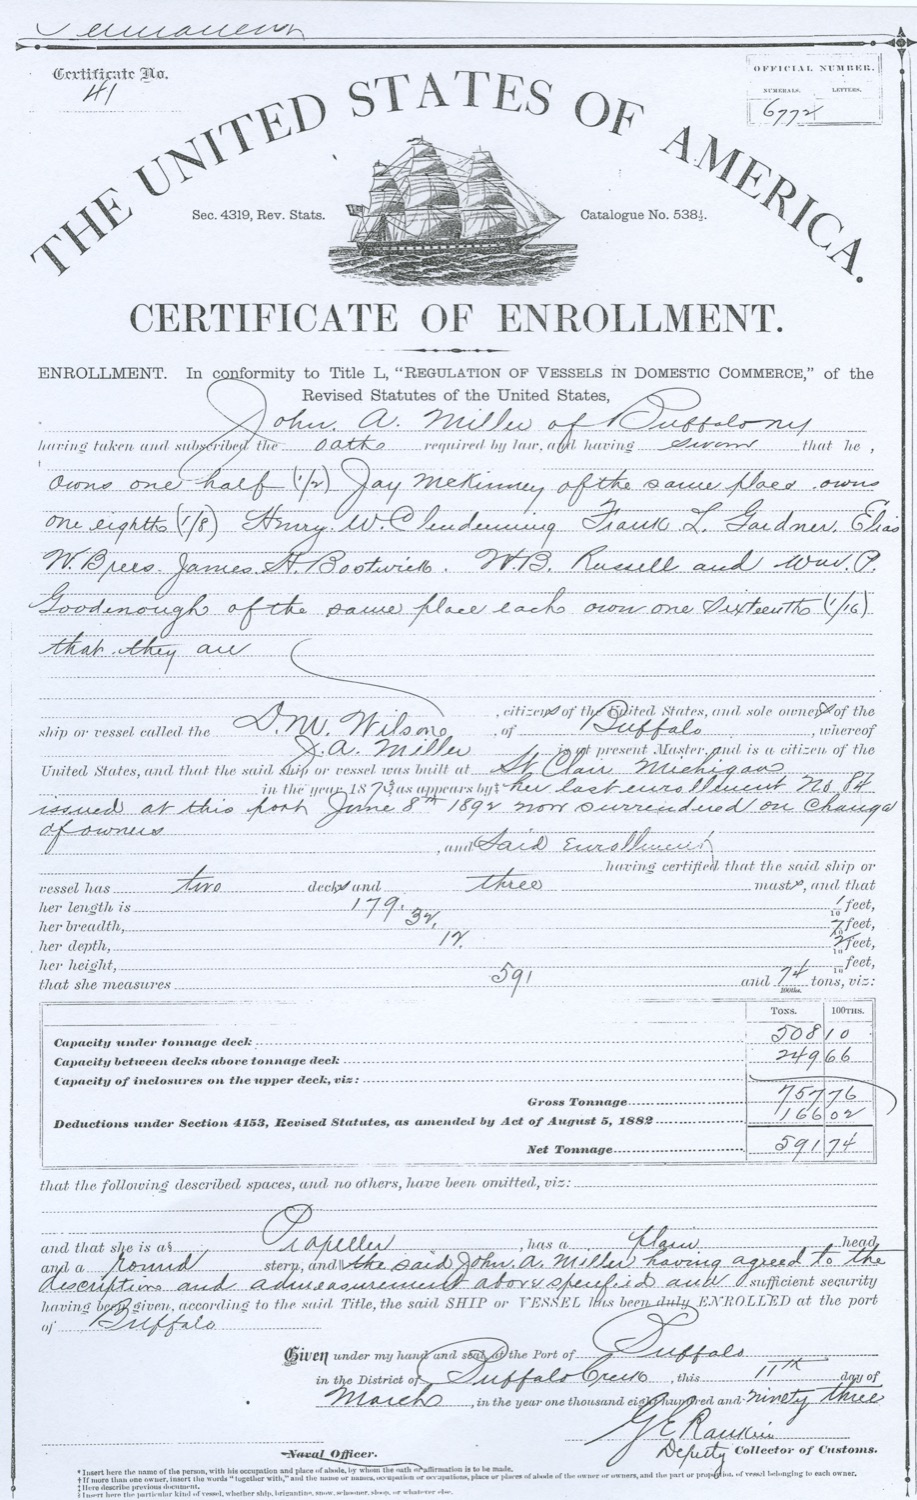 Permanent
Certificate No.
41
OFFICIAL NUMBER.
NUMERALS. LETTERS.
6772
THE UNITED STATES OF AMERICA.
Sec. 4319, Rev. Stats.
Catalogue No. 538½.
CERTIFICATE OF ENROLLMENT.
ENROLLMENT. In conformity to Title L, "REGULATION OF VESSELS IN DOMESTIC COMMERCE," of the
Revised Statutes of the United States,
John. A. Miller of Buffalo NY
having taken and subscribed the oath required by law, and having sworn that he,
owns one half (1/2) Jay McKinney of the same place owns
one eighth (1/8) Henry. W. Clendenning Frank L. Gardner. Elias
W. Brees. James. H. Bostwick. W. B. Russell and Wm. P.
Goodenough of the same place each own one Sixteenth (1/16)
that they are
, citizens of the United States, and sole owners of the
ship or vessel called the D. W. Wilson, of Buffalo, whereof
J. A. Miller is at present Master, and is a citizen of the
United States, and that the said ship or vessel was built at St Clair Michigan
in the year 1873, as appears by‡ her last enrollment No. 84
issued at this port June 8th 1892 now surrendered on Change
of owners
, and Said Enrollment
having certified that the said ship or
vessel has two decks and three masts, and that
her length is 179. 1/10 feet,
her breadth, 32. 7/10 feet,
her depth, 12. 2/10 feet,
her height, /10 feet,
that she measures 591 and 74/100ths. tons, viz:
TONS. 100THS.
Capacity under tonnage deck 508 10
Capacity between decks above tonnage deck 249 66
Capacity of inclosures on the upper deck, viz:
Gross Tonnage 757 76
Deductions under Section 4153, Revised Statutes, as amended by Act of August 5, 1882 166 02
Net Tonnage 591 74
that the following described spaces, and no others, have been omitted, viz:
and that she is a§ Propeller, has a plain head
and a round stern, and the said John. A. Miller having agreed to the
description and admeasurement above specified and sufficient security
having been given, according to the said Title, the said SHIP or VESSEL has been duly ENROLLED at the port
of Buffalo
Given under my hand and seal, at the Port of Buffalo
in the District of Buffalo Creek, this 11th day of
March, in the year one thousand eight hundred and ninety three
G E Rankin
Naval Officer. Deputy Collector of Customs.
* Insert here the name of the person, with his occupation and place of abode, by whom the oath or affirmation is to be made.
† If more than one owner, insert the words "together with," and the name or names, occupation or occupations, place or places of abode of the owner or owners, and the part or proportion of vessel belonging to each owner.
‡ Here describe previous document.
§ Insert here the particular kind of vessel, whether ship, brigantine, snow, schooner, sloop, or whatever else.